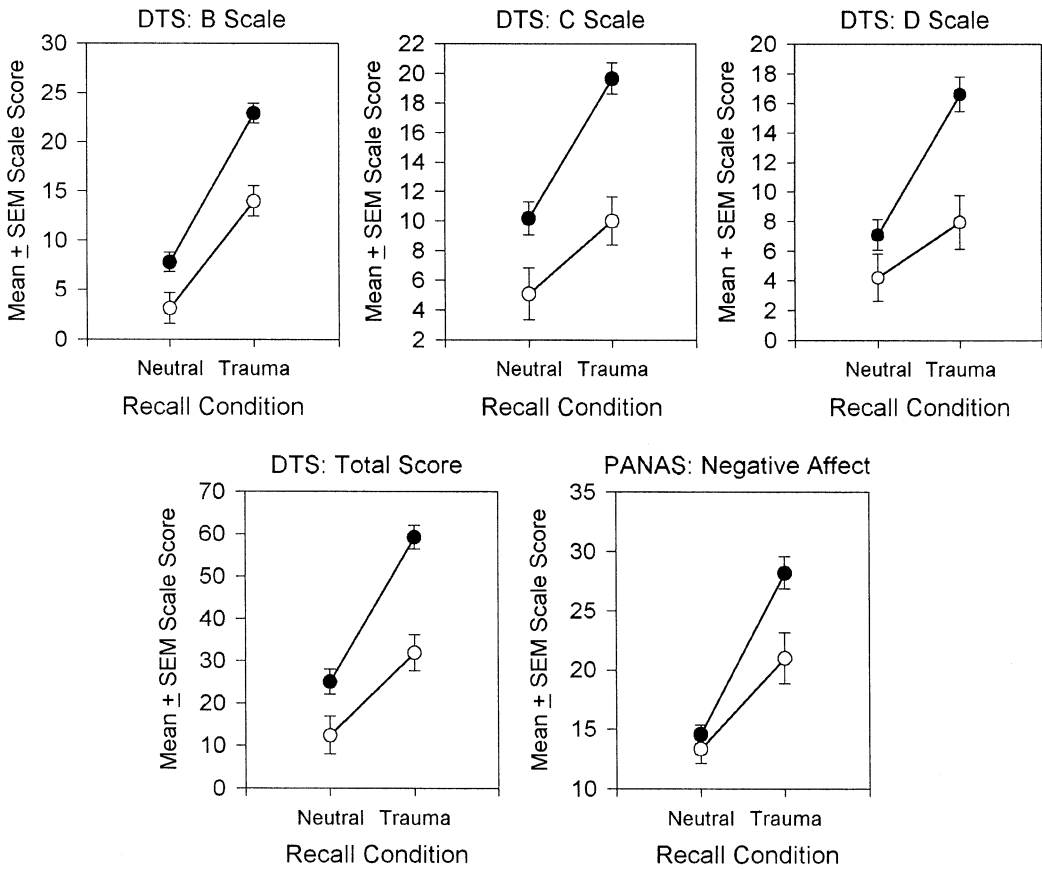 DTS: B Scale
DTS: C Scale
DTS: D Scale
Mean ± SEM Scale Score
30
25
20
15
10
5
0
Neutral Trauma
Recall Condition
Mean ± SEM Scale Score
22
20
18
16
14
12
10
8
6
4
2
Neutral Trauma
Recall Condition
Mean + SEM Scale Score
20
18
16
14
12
10
8
6
4
2
0
Neutral Trauma
Recall Condition
DTS: Total Score
PANAS: Negative Affect
Mean ± SEM Scale Score
70
60
50
40
30
20
10
0
Neutral Trauma
Recall Condition
Mean ± SEM Scale Score
35
30
25
20
15
10
Neutral Trauma
Recall Condition